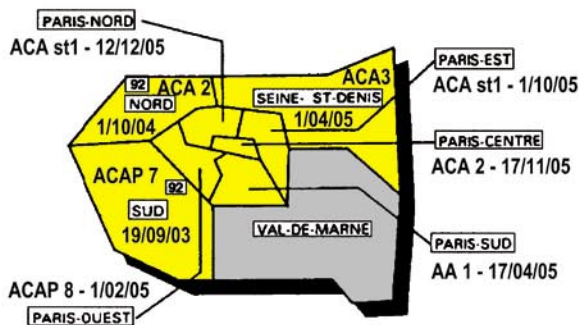 PARIS-NORD
ACA st1 - 12/12/05
92 ACA 2
NORD
1/10/04
ACA3
SEINE- ST-DENIS
1/04/05
PARIS-EST
ACA st1 - 1/10/05
PARIS-CENTRE
ACA 2 - 17/11/05
ACAP 7
92
SUD
19/09/03
VAL-DE-MARNE
PARIS-SUD
AA 1 - 17/04/05
ACAP 8 - 1/02/05
PARIS-OUEST